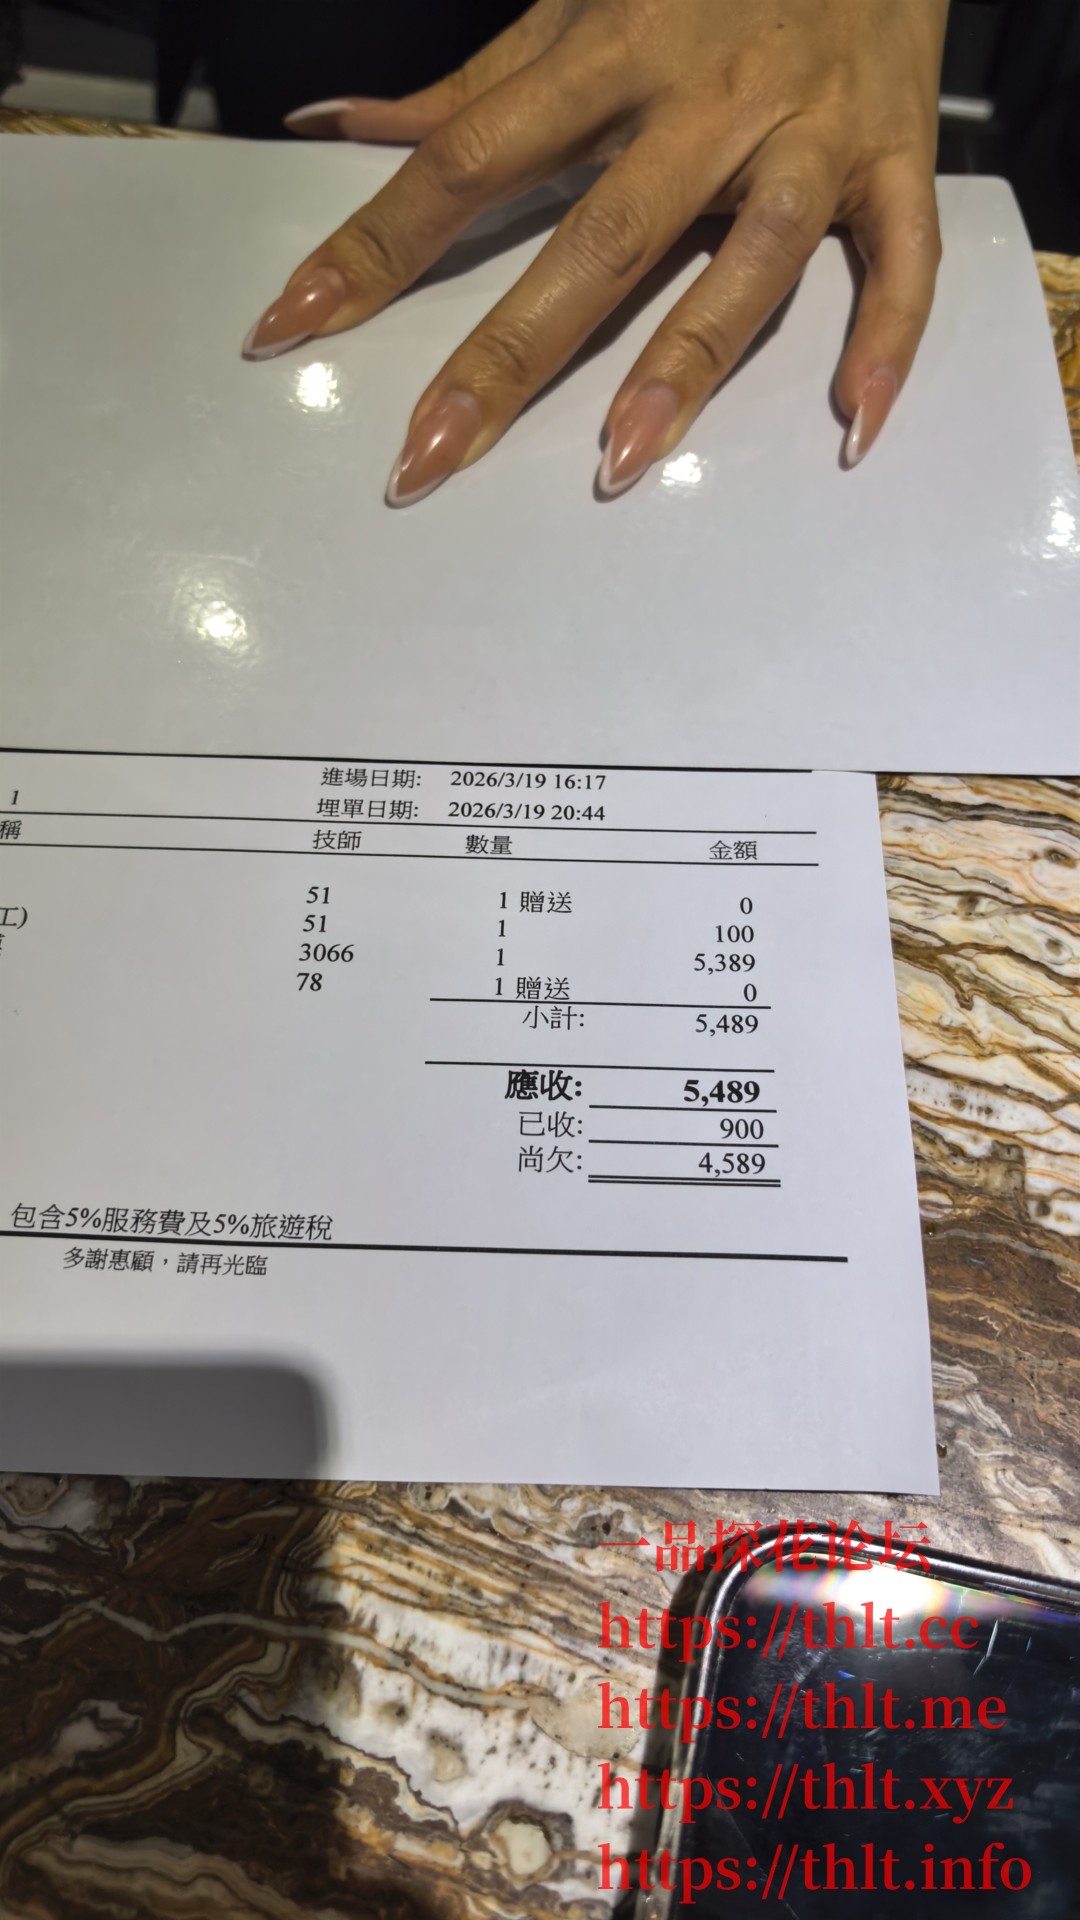 進場日期: 2026/3/19 16:17
1 埋單日期: 2026/3/19 20:44
稱 技師 數量 金額
51 1 贈送 0
工) 51 1 100
3066 1 5,389
78 1 贈送 0
小計: 5,489
應收: 5,489
已收: 900
尚欠: 4,589
包含5%服務費及5%旅遊稅
多謝惠顧，請再光臨
一品探花论坛
https://thlt.cc
https://thlt.me
https://thlt.xyz
https://thlt.info